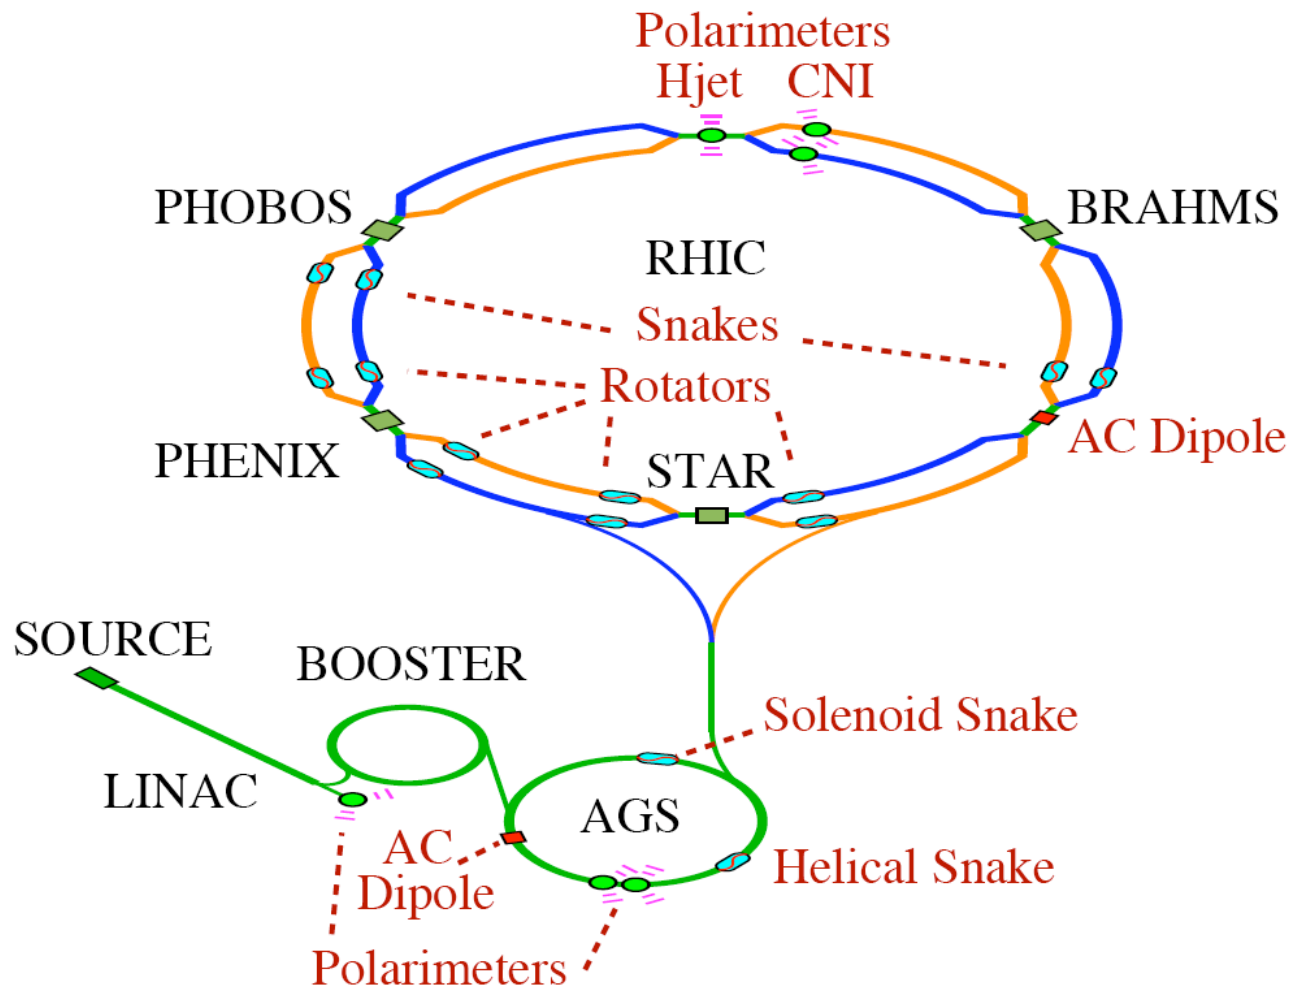 Polarimeters
Hjet CNI
PHOBOS
BRAHMS
RHIC
Snakes
Rotators
AC Dipole
PHENIX
STAR
SOURCE
BOOSTER
Solenoid Snake
LINAC
AGS
AC
Dipole
Helical Snake
Polarimeters